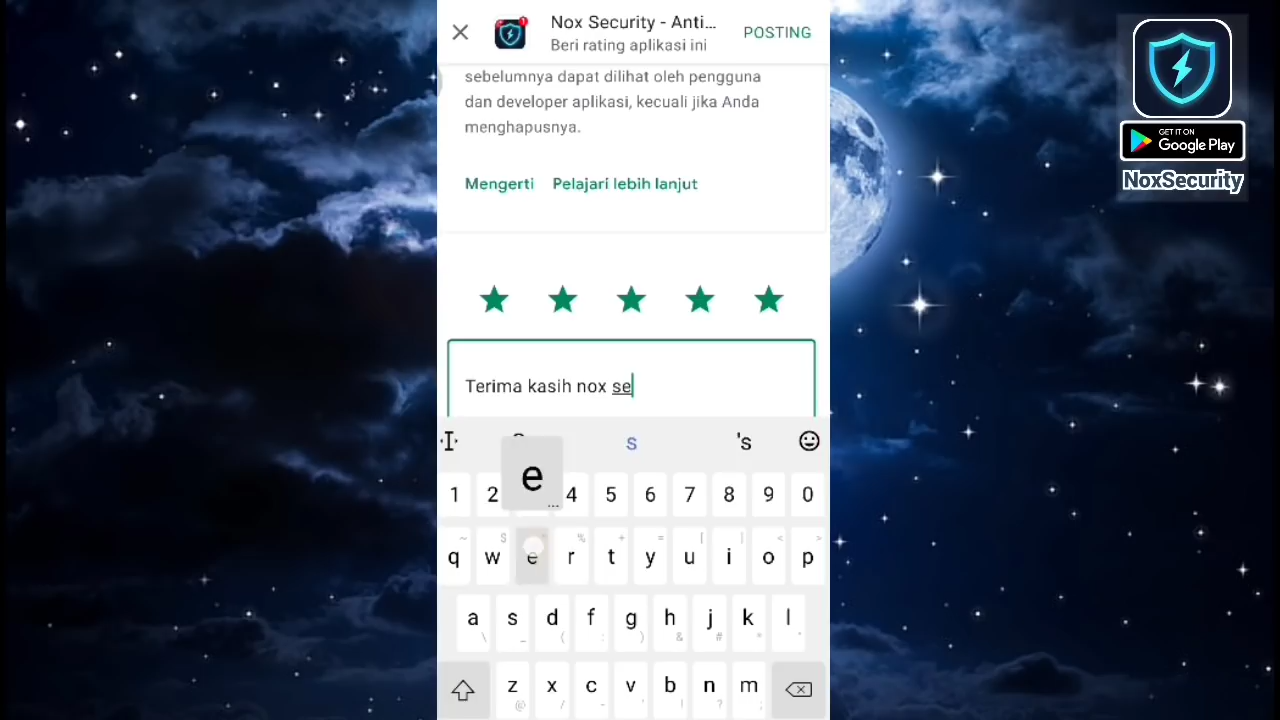 Nox Security - Anti...
Beri rating aplikasi ini
POSTING
sebelumnya dapat dilihat oleh pengguna
dan developer aplikasi, kecuali jika Anda
menghapusnya.
Mengerti Pelajari lebih lanjut
Terima kasih nox se
s 's
e
...
1 2 4 5 6 7 8 9 0
q w e r t y u i o p
a s d f g h j k l
z x c v b n m
GET IT ON
Google Play
NoxSecurity